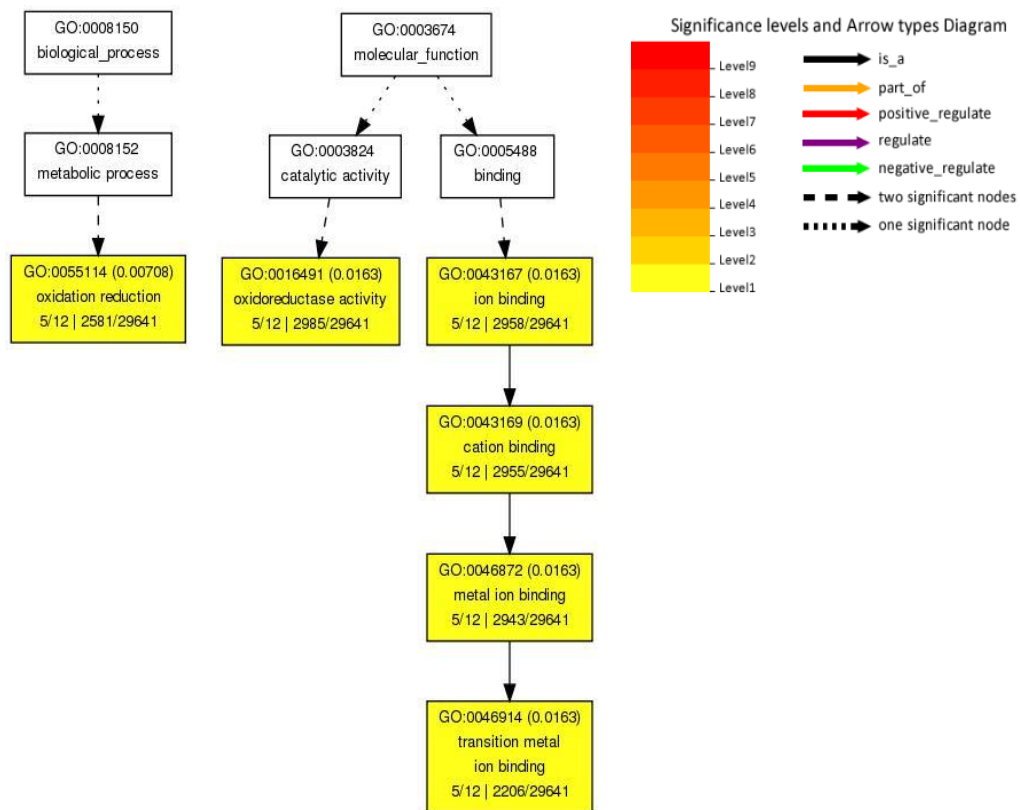 GO:0008150
biological_process
GO:0003674
molecular_function
GO:0008152
metabolic process
GO:0003824
catalytic activity
GO:0005488
binding
GO:0055114 (0.00708)
oxidation reduction
5/12 | 2581/29641
GO:0016491 (0.0163)
oxidoreductase activity
5/12 | 2985/29641
GO:0043167 (0.0163)
ion binding
5/12 | 2958/29641
GO:0043169 (0.0163)
cation binding
5/12 | 2955/29641
GO:0046872 (0.0163)
metal ion binding
5/12 | 2943/29641
GO:0046914 (0.0163)
transition metal
ion binding
5/12 | 2206/29641
Significance levels and Arrow types Diagram
Level9
Level8
Level7
Level6
Level5
Level4
Level3
Level2
Level1
is_a
part_of
positive_regulate
regulate
negative_regulate
two significant nodes
one significant node